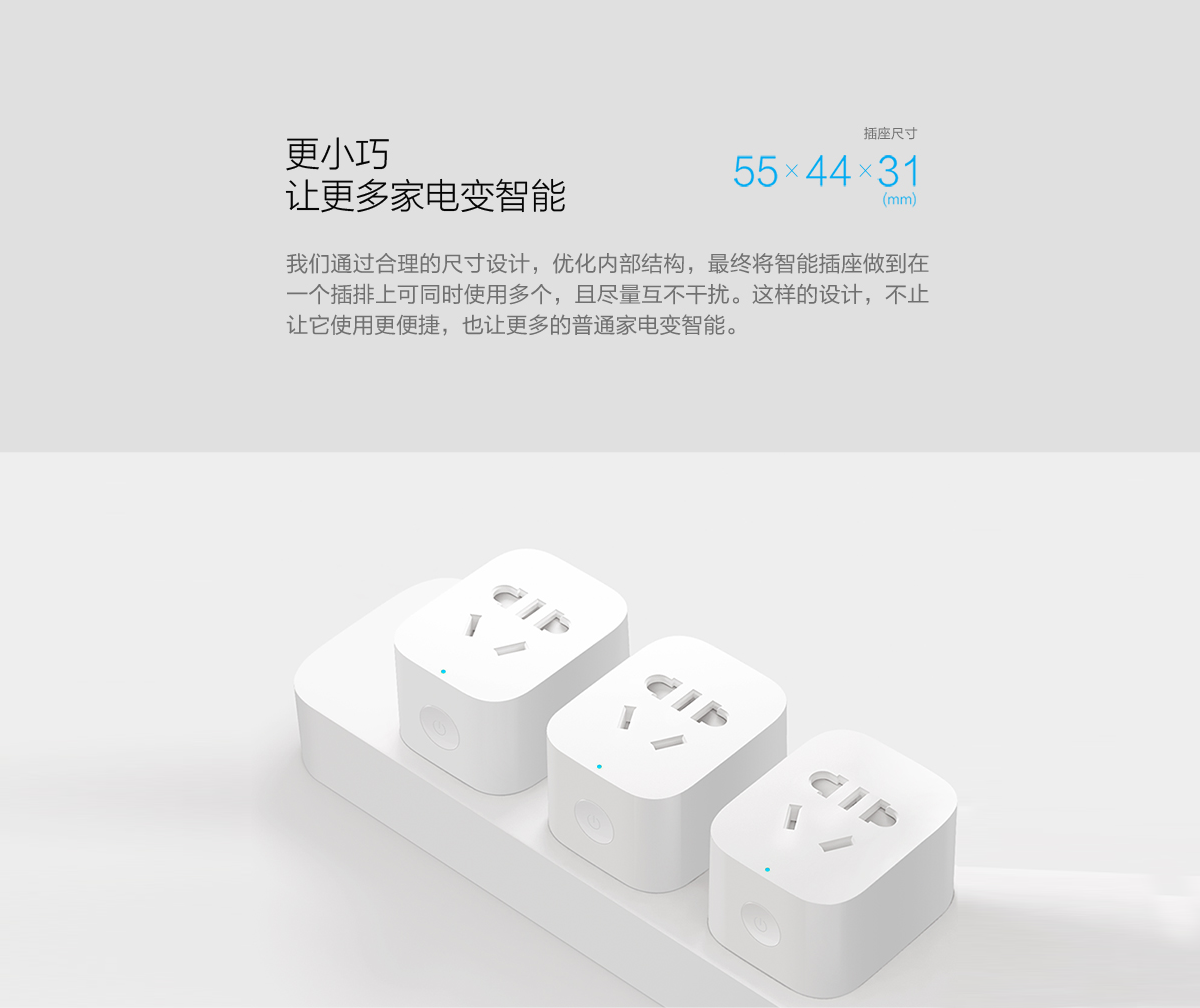 更小巧
让更多家电变智能
插座尺寸
55×44×31
(mm)
我们通过合理的尺寸设计，优化内部结构，最终将智能插座做到在
一个插排上可同时使用多个，且尽量互不干扰。这样的设计，不止
让它使用更便捷，也让更多的普通家电变智能。